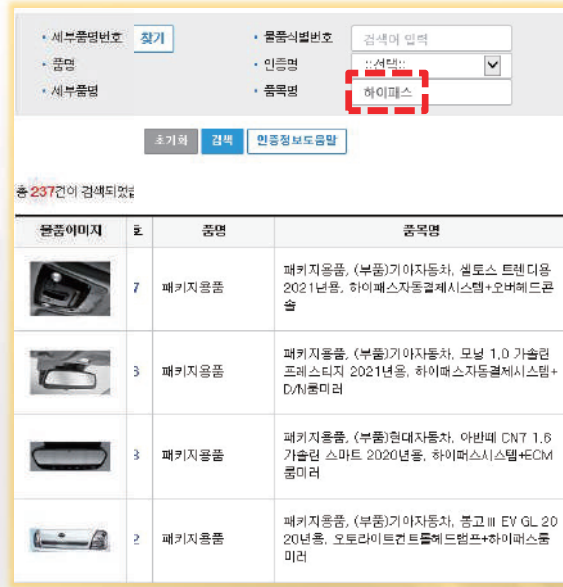 세부품명번호 찾기 물품식별번호 검색어 입력
품명 인증명 ::선택::
세부품명 품목명 하이패스
초기화 검색 인증정보도움말
총 237건이 검색되었습
물품이미지 호 품명 품목명
7 패키지용품 패키지용품, (부품)기아자동차, 셀토스 트렌디용
2021년용, 하이패스자동결제시스템+오버헤드콘
솔
패키지용품 패키지용품, (부품)기아자동차, 모닝 1.0 가솔린
프레스티지 2021년용, 하이패스자동결제시스템+
D/N룸미러
패키지용품 패키지용품, (부품)현대자동차, 아반떼 CN7 1.6
가솔린 스마트 2020년용, 하이패스시스템+ECM
룸미러
2 패키지용품 패키지용품, (부품)기아자동차, 봉고Ⅲ EV GL 20
20년용, 오토라이트컨트롤헤드램프+하이패스룸
미러